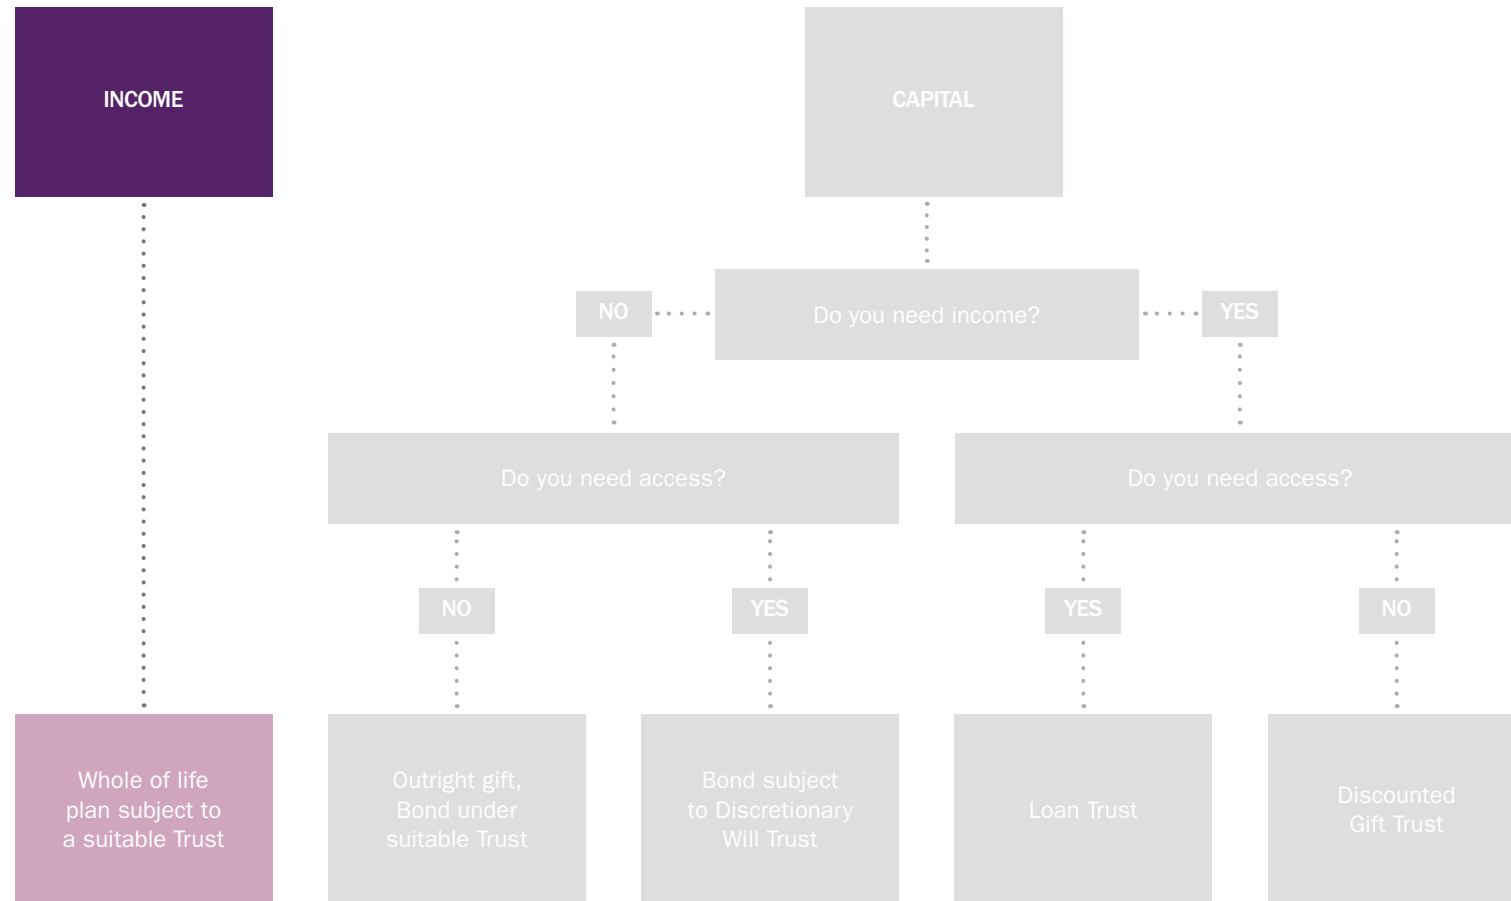 INCOME
CAPITAL
NO
Do you need income?
YES
Do you need access?
Do you need access?
NO
YES
YES
NO
Whole of life
plan subject to
a suitable Trust
Outright gift,
Bond under
suitable Trust
Bond subject
to Discretionary
Will Trust
Loan Trust
Discounted
Gift Trust